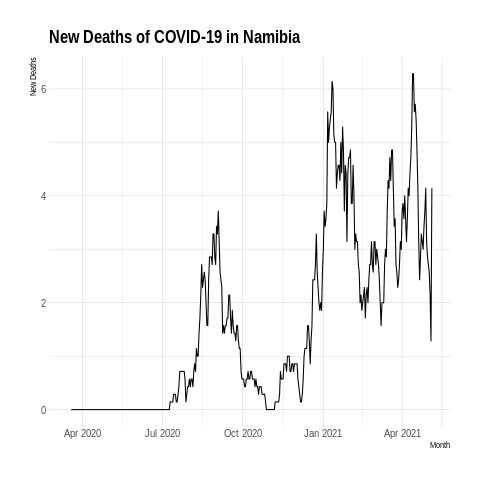 New Deaths of COVID-19 in Namibia
New Deaths
6
4
2
0
Apr 2020 Jul 2020 Oct 2020 Jan 2021 Apr 2021
Month